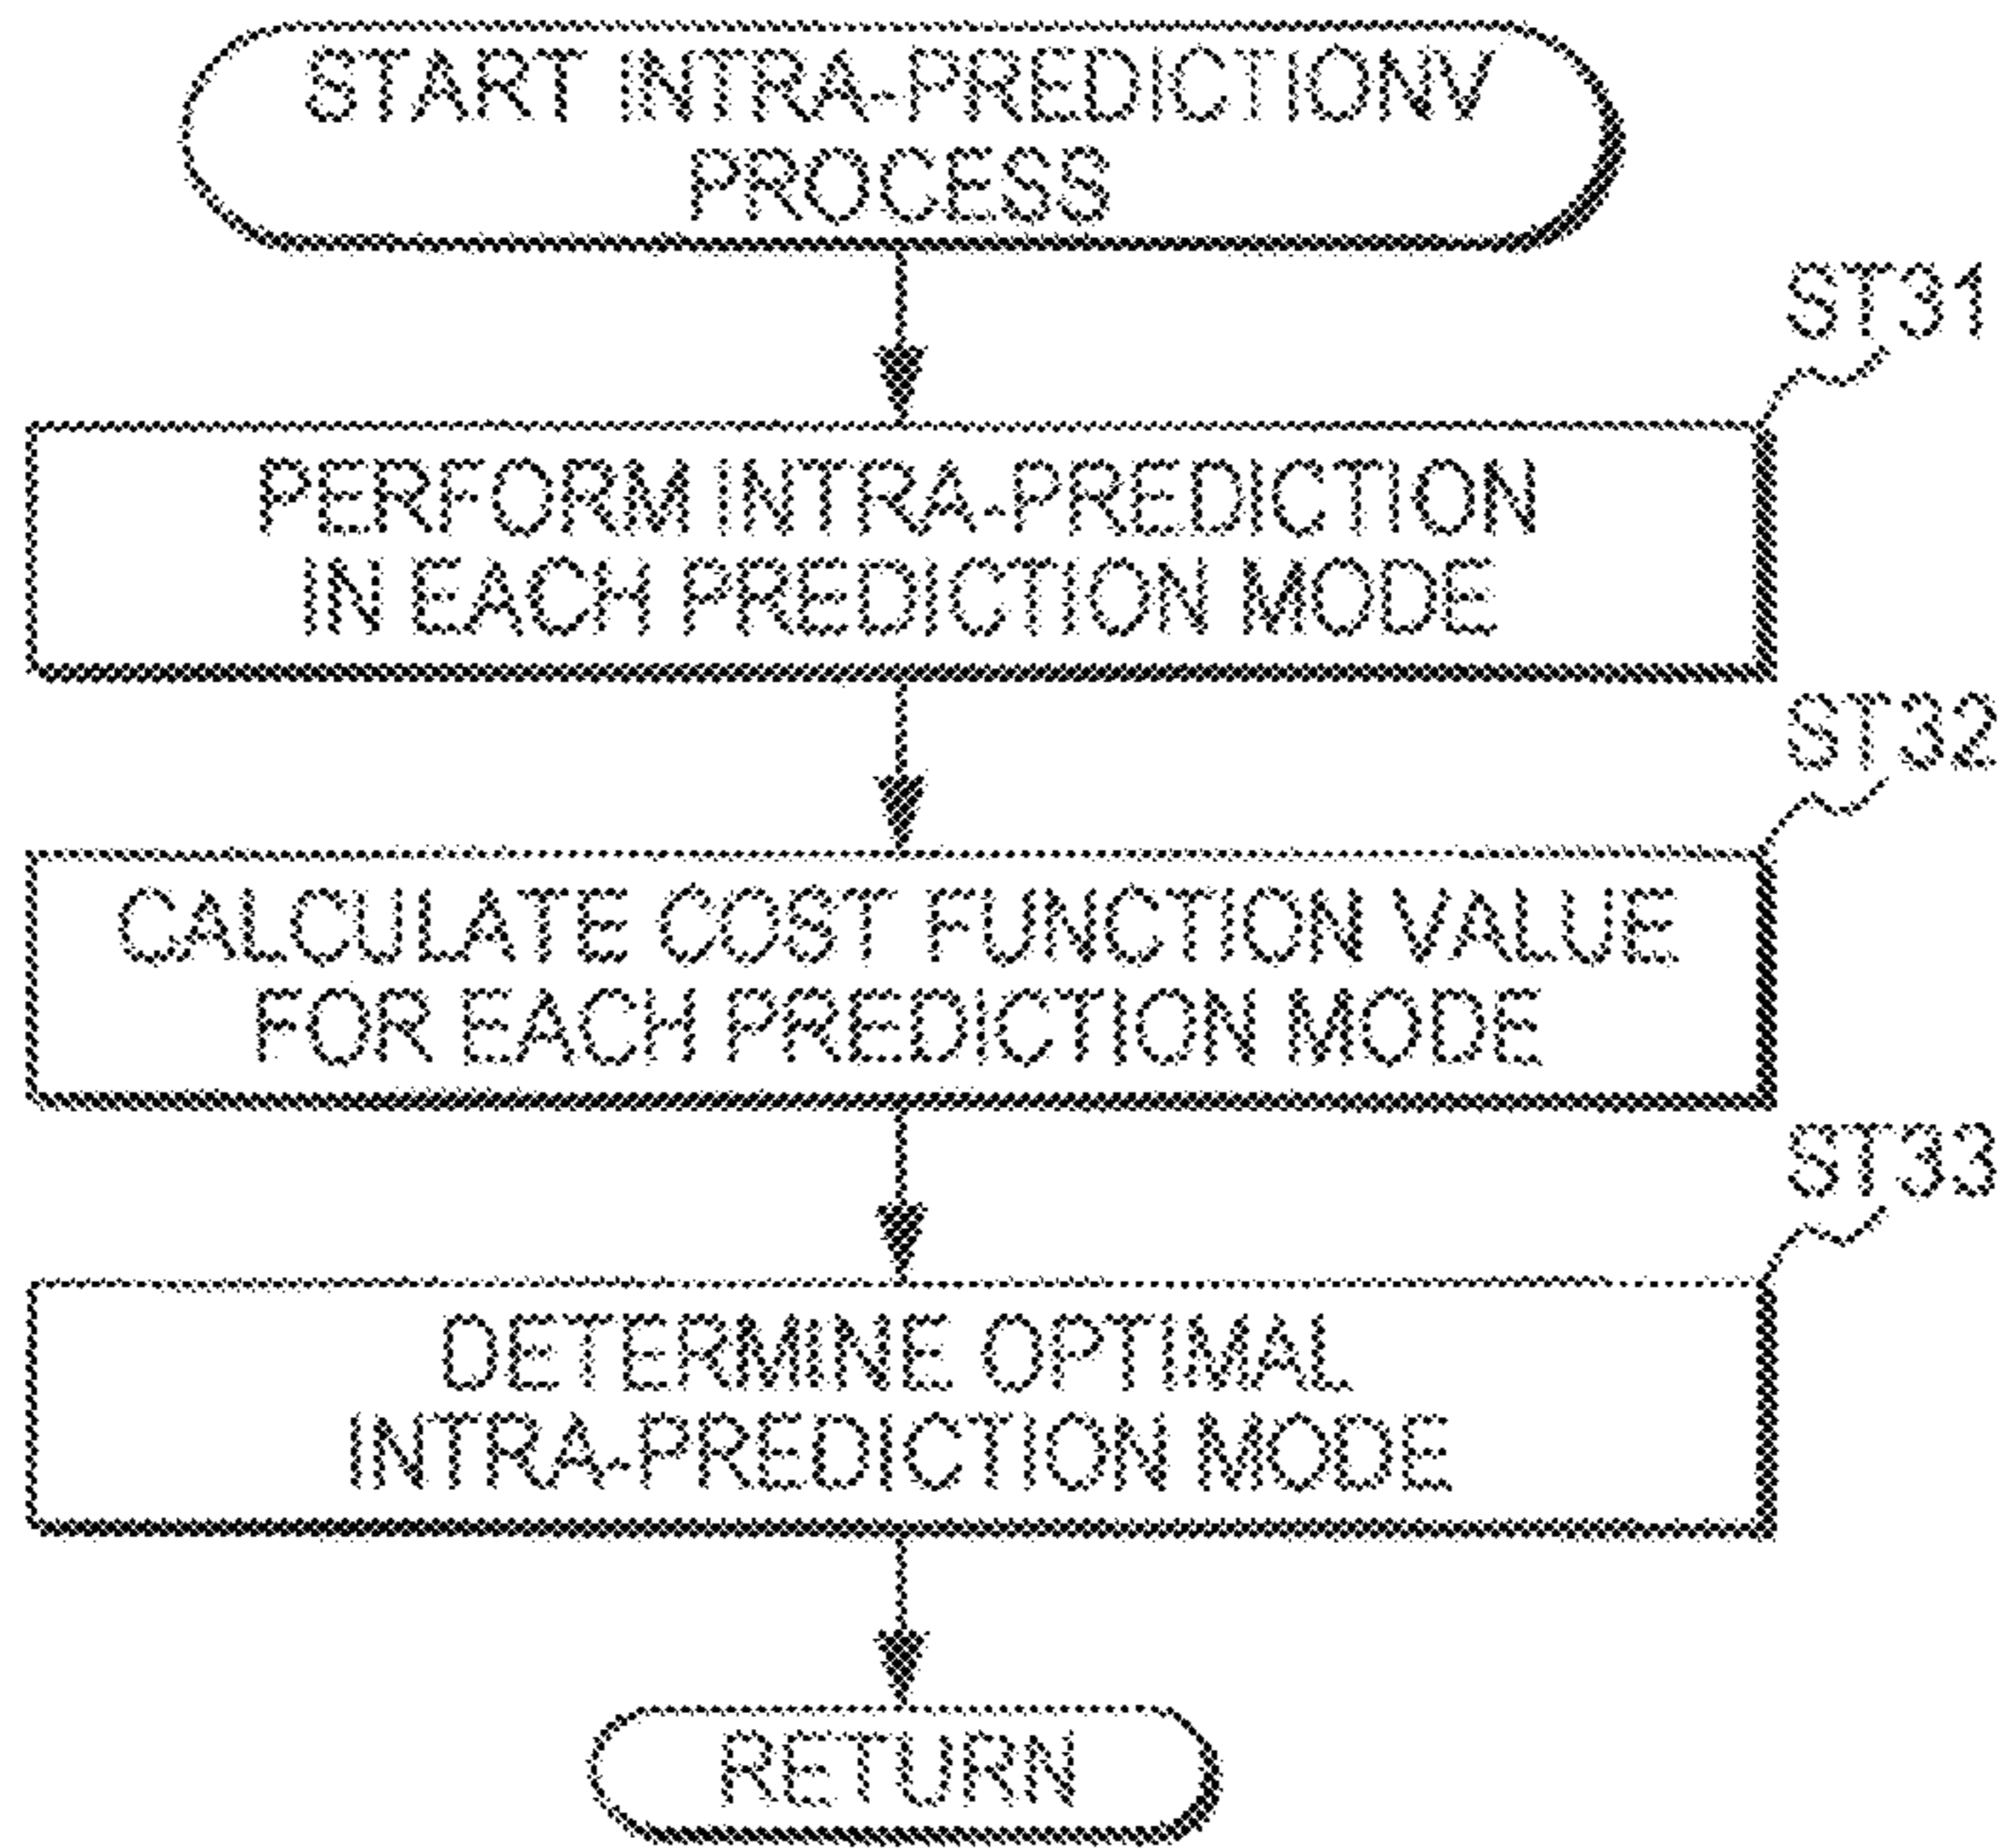 START INTRA-PREDICTIONV
PROCESS
ST31
PERFORM INTRA-PREDICTION
IN EACH PREDICTION MODE
ST32
CALCULATE COST FUNCTION VALUE
FOR EACH PREDICTION MODE
ST33
DETERMINE OPTIMAL
INTRA-PREDICTION MODE
RETURN